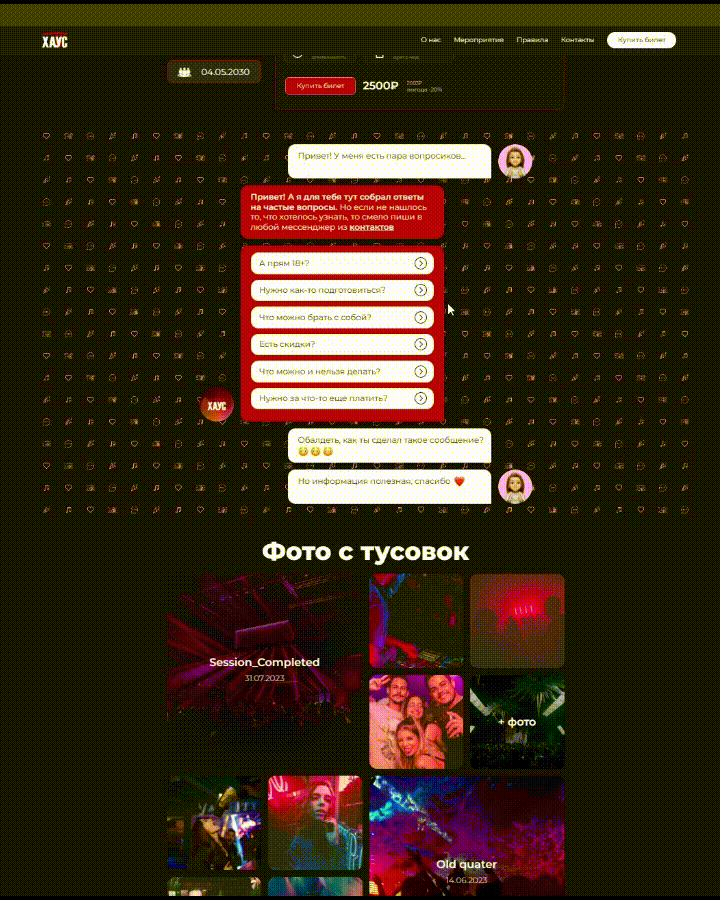 ХАУС
О нас
Мероприятие
Правила
Контакты
Купить билет
04.05.2030
Купить билет
2500₽
выгода -20%
Привет! У меня есть пара вопросиков...
Привет! А я для тебя тут собрал ответы
на частые вопросы. Но если не нашлось
то, что хотелось узнать, то смело пиши в
любой мессенджер из контактов
А прям 18+?
Нужно как-то подготовиться?
Что можно брать с собой?
Есть скидки?
Что можно и нельзя делать?
Нужно за что-то еще платить?
ХАУС
Обалдеть, как ты сделал такое сообщение?
😳😳😳
Но информация полезная, спасибо ❤️
Фото с тусовок
Session_Completed
31.07.2023
+ фото
Old quater
14.06.2023